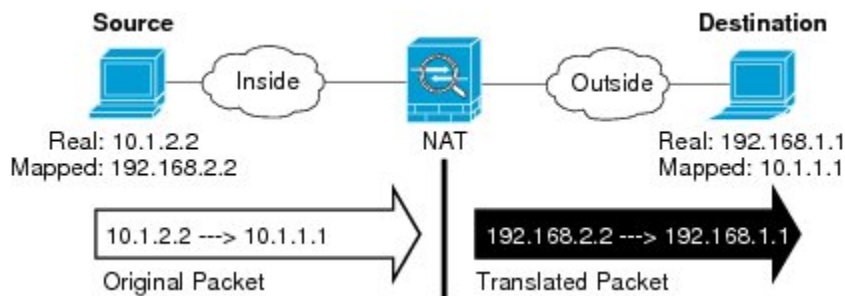 Source
Destination
Inside
Outside
Real: 10.1.2.2
Mapped: 192.168.2.2
NAT
Real: 192.168.1.1
Mapped: 10.1.1.1
10.1.2.2 ---> 10.1.1.1
192.168.2.2 ---> 192.168.1.1
Original Packet
Translated Packet